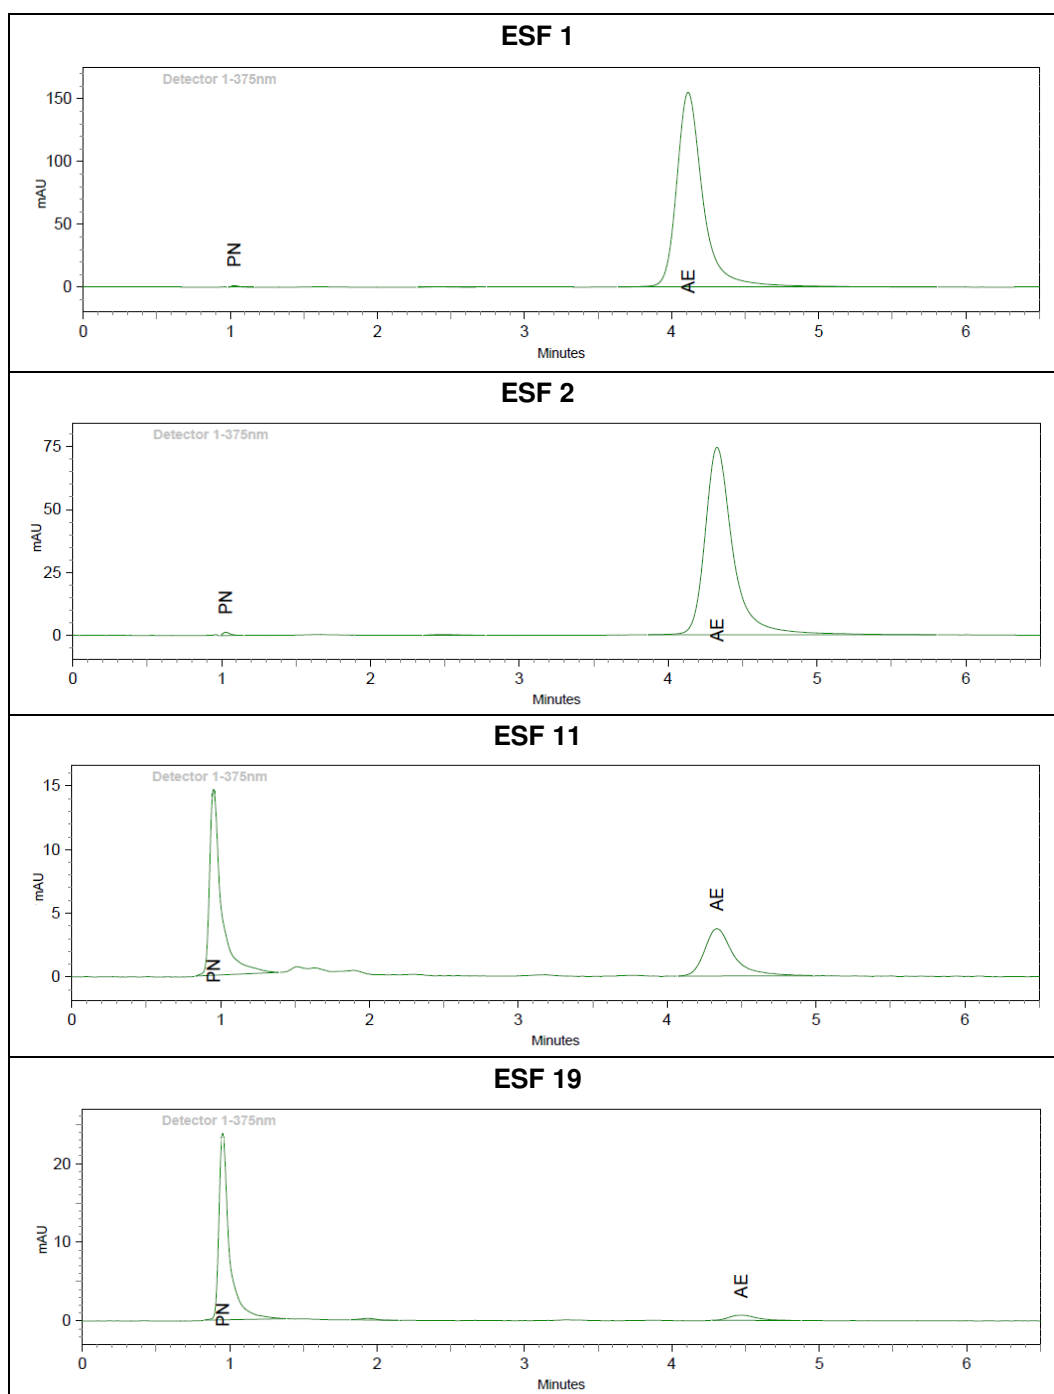 ESF 1
Detector 1-375nm
150
100
50
0
mAU
PN
AE
0 1 2 3 4 5 6
Minutes
ESF 2
Detector 1-375nm
75
50
25
0
mAU
PN
AE
0 1 2 3 4 5 6
Minutes
ESF 11
Detector 1-375nm
15
10
5
0
mAU
PN
AE
0 1 2 3 4 5 6
Minutes
ESF 19
Detector 1-375nm
20
10
0
mAU
PN
AE
0 1 2 3 4 5 6
Minutes